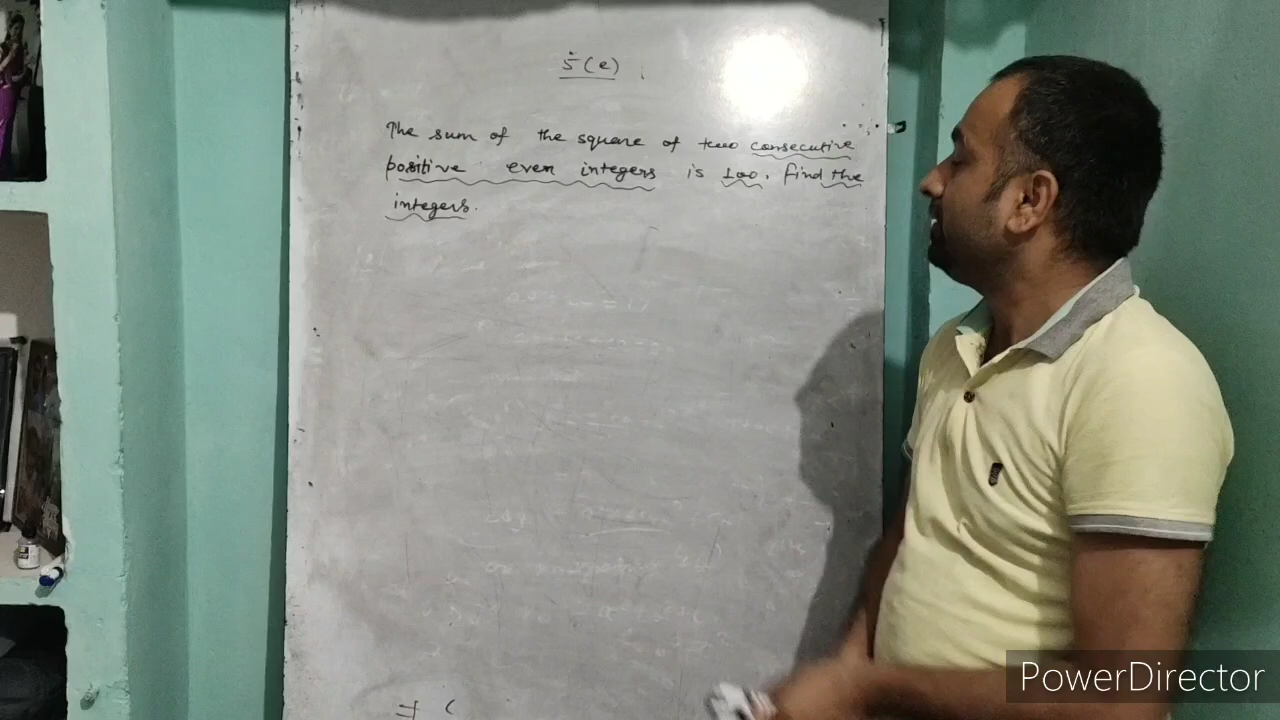 5(e)
The sum of the square of two consecutive
positive even integers is 100. find the
integers.
PowerDirector